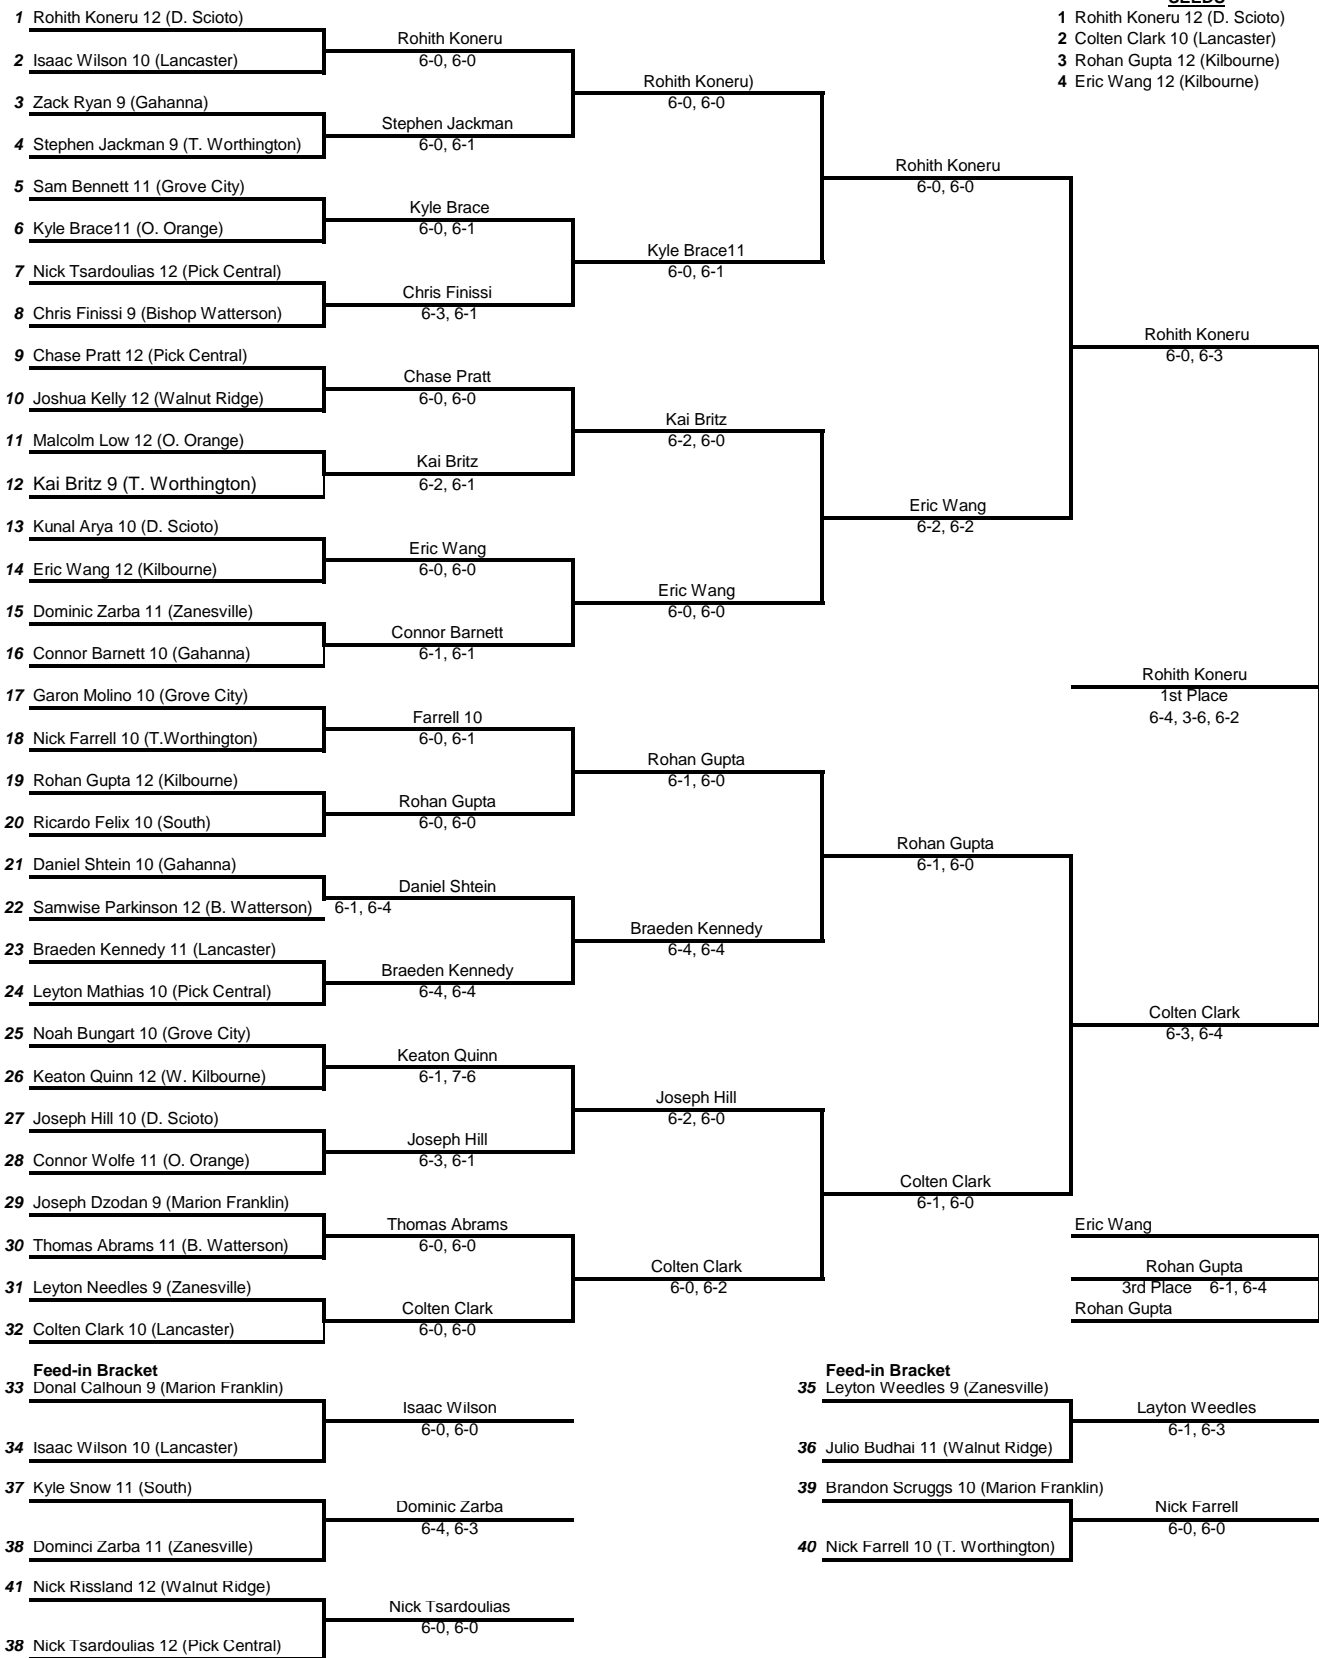 SEEDS
1 Rohith Koneru 12 (D. Scioto)
2 Colten Clark 10 (Lancaster)
3 Rohan Gupta 12 (Kilbourne)
4 Eric Wang 12 (Kilbourne)
1 Rohith Koneru 12 (D. Scioto)
2 Isaac Wilson 10 (Lancaster)
3 Zack Ryan 9 (Gahanna)
4 Stephen Jackman 9 (T. Worthington)
5 Sam Bennett 11 (Grove City)
6 Kyle Brace11 (O. Orange)
7 Nick Tsardoulias 12 (Pick Central)
8 Chris Finissi 9 (Bishop Watterson)
9 Chase Pratt 12 (Pick Central)
10 Joshua Kelly 12 (Walnut Ridge)
11 Malcolm Low 12 (O. Orange)
12 Kai Britz 9 (T. Worthington)
13 Kunal Arya 10 (D. Scioto)
14 Eric Wang 12 (Kilbourne)
15 Dominic Zarba 11 (Zanesville)
16 Connor Barnett 10 (Gahanna)
17 Garon Molino 10 (Grove City)
18 Nick Farrell 10 (T.Worthington)
19 Rohan Gupta 12 (Kilbourne)
20 Ricardo Felix 10 (South)
21 Daniel Shtein 10 (Gahanna)
22 Samwise Parkinson 12 (B. Watterson)
23 Braeden Kennedy 11 (Lancaster)
24 Leyton Mathias 10 (Pick Central)
25 Noah Bungart 10 (Grove City)
26 Keaton Quinn 12 (W. Kilbourne)
27 Joseph Hill 10 (D. Scioto)
28 Connor Wolfe 11 (O. Orange)
29 Joseph Dzodan 9 (Marion Franklin)
30 Thomas Abrams 11 (B. Watterson)
31 Leyton Needles 9 (Zanesville)
32 Colten Clark 10 (Lancaster)
Rohith Koneru
6-0, 6-0
Stephen Jackman
6-0, 6-1
Kyle Brace
6-0, 6-1
Chris Finissi
6-3, 6-1
Chase Pratt
6-0, 6-0
Kai Britz
6-2, 6-1
Eric Wang
6-0, 6-0
Connor Barnett
6-1, 6-1
Farrell 10
6-0, 6-1
Rohan Gupta
6-0, 6-0
Daniel Shtein
6-1, 6-4
Braeden Kennedy
6-4, 6-4
Keaton Quinn
6-1, 7-6
Joseph Hill
6-3, 6-1
Thomas Abrams
6-0, 6-0
Colten Clark
6-0, 6-0
Rohith Koneru)
6-0, 6-0
Kyle Brace11
6-0, 6-1
Kai Britz
6-2, 6-0
Eric Wang
6-0, 6-0
Rohan Gupta
6-1, 6-0
Braeden Kennedy
6-4, 6-4
Joseph Hill
6-2, 6-0
Colten Clark
6-0, 6-2
Rohith Koneru
6-0, 6-0
Eric Wang
6-2, 6-2
Rohan Gupta
6-1, 6-0
Colten Clark
6-1, 6-0
Rohith Koneru
6-0, 6-3
Colten Clark
6-3, 6-4
Rohith Koneru
1st Place
6-4, 3-6, 6-2
Eric Wang
Rohan Gupta
3rd Place 6-1, 6-4
Rohan Gupta
Feed-in Bracket
33 Donal Calhoun 9 (Marion Franklin)
Isaac Wilson
6-0, 6-0
34 Isaac Wilson 10 (Lancaster)
37 Kyle Snow 11 (South)
Dominic Zarba
6-4, 6-3
38 Dominci Zarba 11 (Zanesville)
41 Nick Rissland 12 (Walnut Ridge)
Nick Tsardoulias
6-0, 6-0
38 Nick Tsardoulias 12 (Pick Central)
Feed-in Bracket
35 Leyton Weedles 9 (Zanesville)
Layton Weedles
6-1, 6-3
36 Julio Budhai 11 (Walnut Ridge)
39 Brandon Scruggs 10 (Marion Franklin)
Nick Farrell
6-0, 6-0
40 Nick Farrell 10 (T. Worthington)